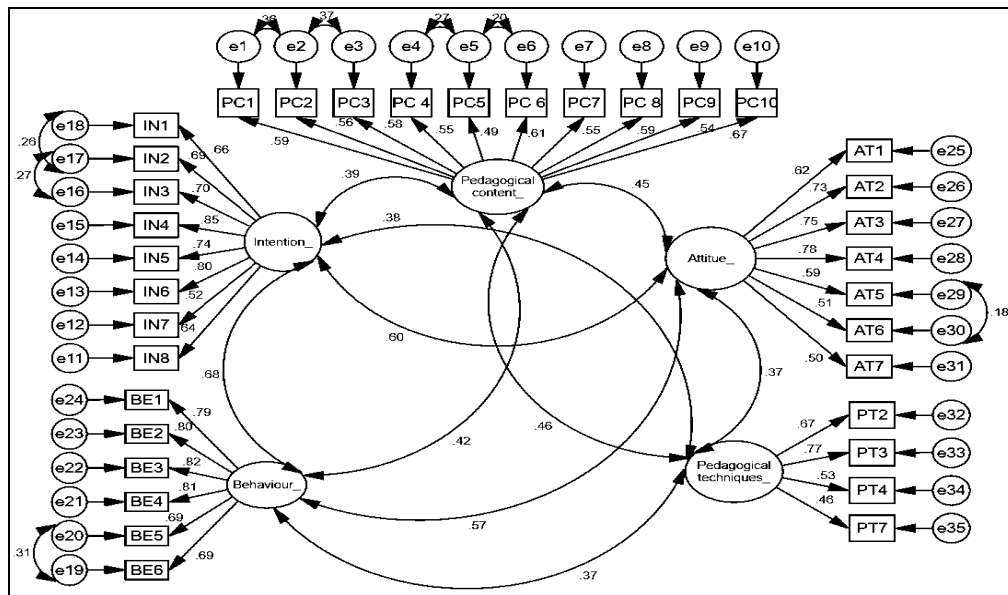 .36 .37 .27 .20
e1 e2 e3 e4 e5 e6 e7 e8 e9 e10
PC1 PC2 PC3 PC 4 PC5 PC 6 PC7 PC 8 PC9 PC10
.59 .56 .58 .55 .49 .61 .55 .59 .54 .67
Pedagogical
content_
e18 IN1 .66
.26
e17 IN2 .69
.27
e16 IN3 .70
e15 IN4 .85
e14 IN5 .74
e13 IN6 .80
e12 IN7 .52
e11 IN8 .64
Intention_
.39 .45
.38
.60
.68
.42 .46
.37
.57
.37
Attitue_
.62 AT1 e25
.73 AT2 e26
.75 AT3 e27
.78 AT4 e28
.59 AT5 e29
.18
.51 AT6 e30
.50 AT7 e31
e24 BE1 .79
e23 BE2 .80
e22 BE3 .82
e21 BE4 .81
e20 BE5 .69
.31
e19 BE6 .69
Behaviour_
Pedagogical
techniques_
.67 PT2 e32
.77 PT3 e33
.53 PT4 e34
.46 PT7 e35